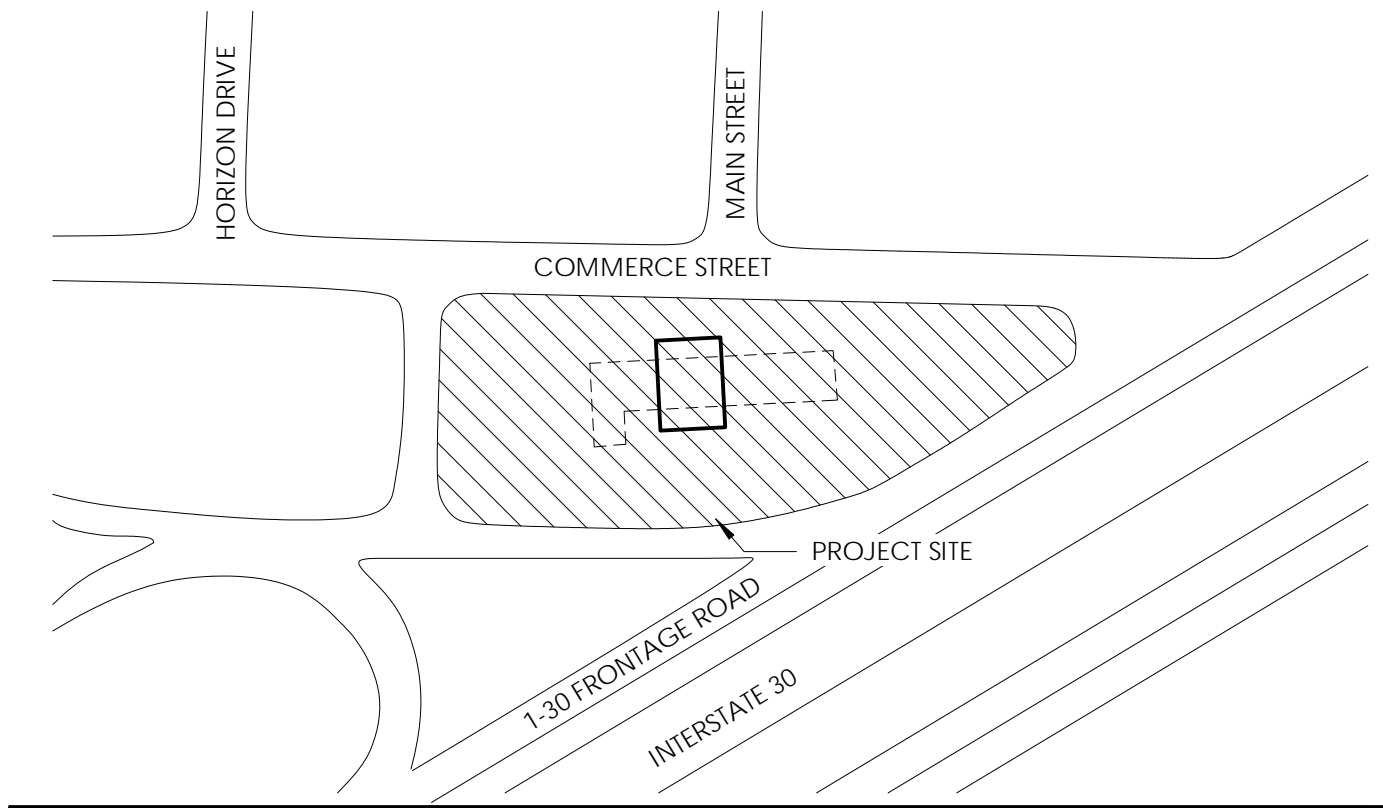 HORIZON DRIVE
MAIN STREET
COMMERCE STREET
PROJECT SITE
1-30 FRONTAGE ROAD
INTERSTATE 30